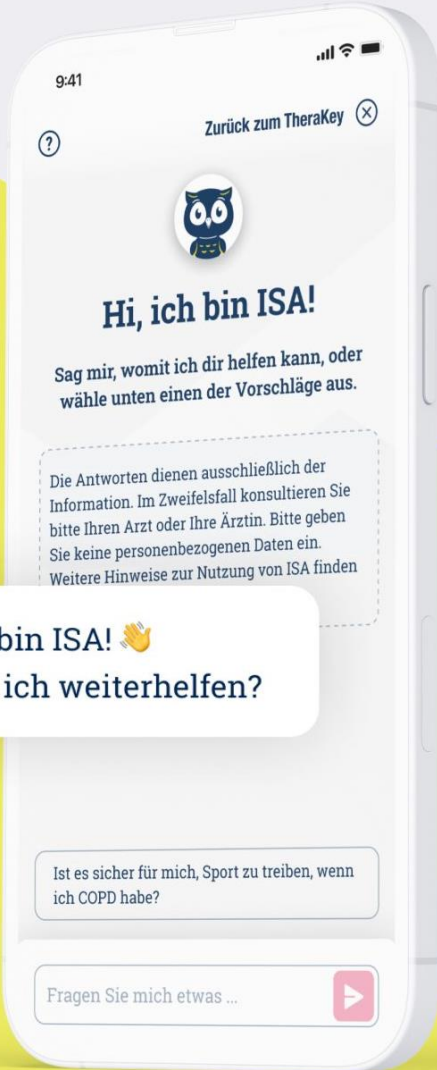 9:41
Zurück zum TheraKey
?
Hi, ich bin ISA!
Sag mir, womit ich dir helfen kann, oder
wähle unten einen der Vorschläge aus.
Die Antworten dienen ausschließlich der
Information. Im Zweifelsfall konsultieren Sie
bitte Ihren Arzt oder Ihre Ärztin. Bitte geben
Sie keine personenbezogenen Daten ein.
Weitere Hinweise zur Nutzung von ISA finden
bin ISA! 👋
ich weiterhelfen?
Ist es sicher für mich, Sport zu treiben, wenn
ich COPD habe?
Fragen Sie mich etwas ...